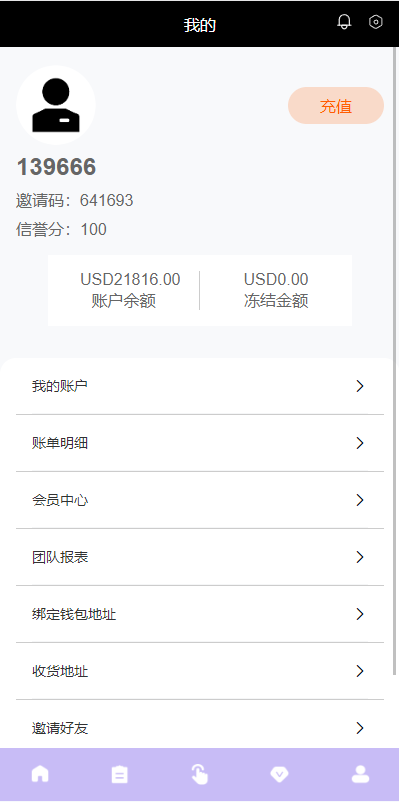 我的
充值
139666
邀请码：641693
信誉分：100
USD21816.00 USD0.00
账户余额 冻结金额
我的账户
账单明细
会员中心
团队报表
绑定钱包地址
收货地址
邀请好友